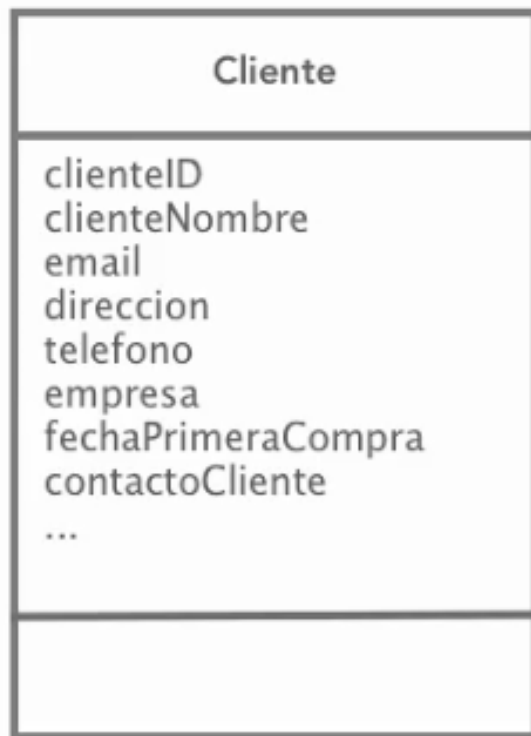 Cliente
clienteID
clienteNombre
email
direccion
telefono
empresa
fechaPrimeraCompra
contactoCliente
...